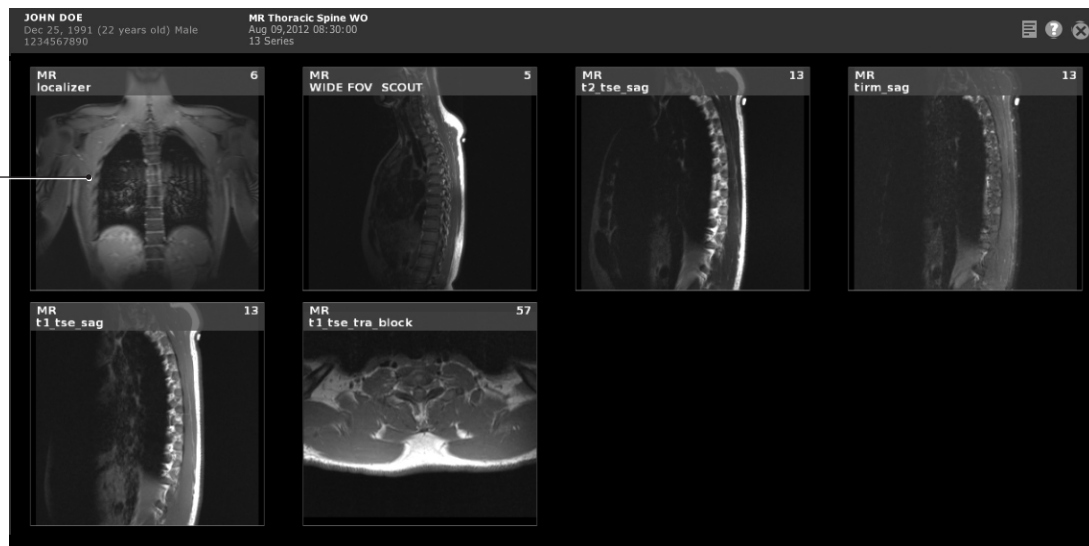 JOHN DOE
Dec 25, 1991 (22 years old) Male
1234567890
MR Thoracic Spine WO
Aug 09,2012 08:30:00
13 Series
?
MR 6
localizer
MR 5
WIDE FOV SCOUT
MR 13
t2_tse_sag
MR 13
tirm_sag
MR 13
t1_tse_sag
MR 57
t1_tse_tra_block